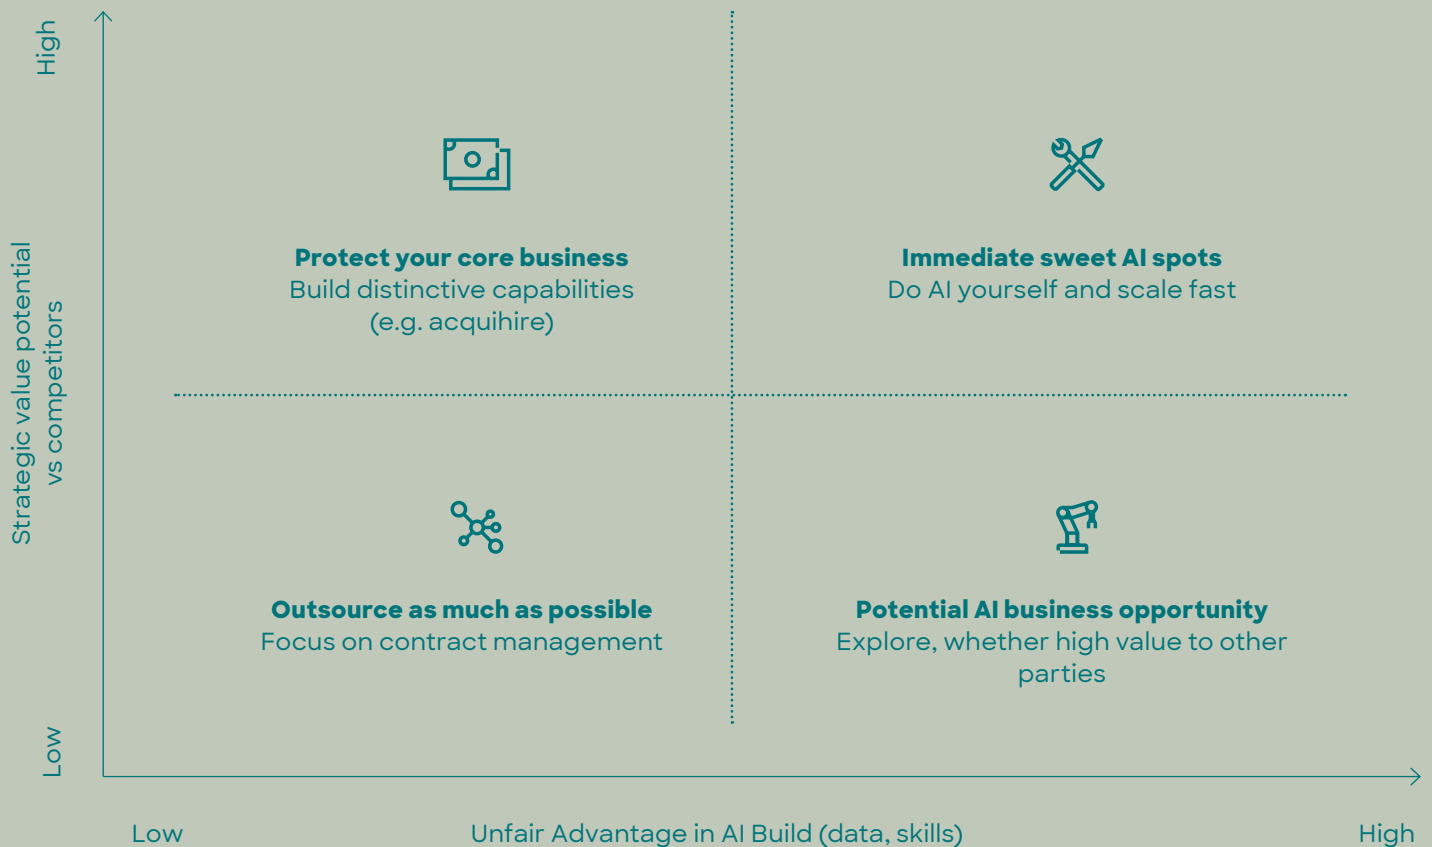 High
Strategic value potential
vs competitors
Low
Protect your core business
Build distinctive capabilities
(e.g. acquihire)
Immediate sweet AI spots
Do AI yourself and scale fast
Outsource as much as possible
Focus on contract management
Potential AI business opportunity
Explore, whether high value to other
parties
Low
Unfair Advantage in AI Build (data, skills)
High